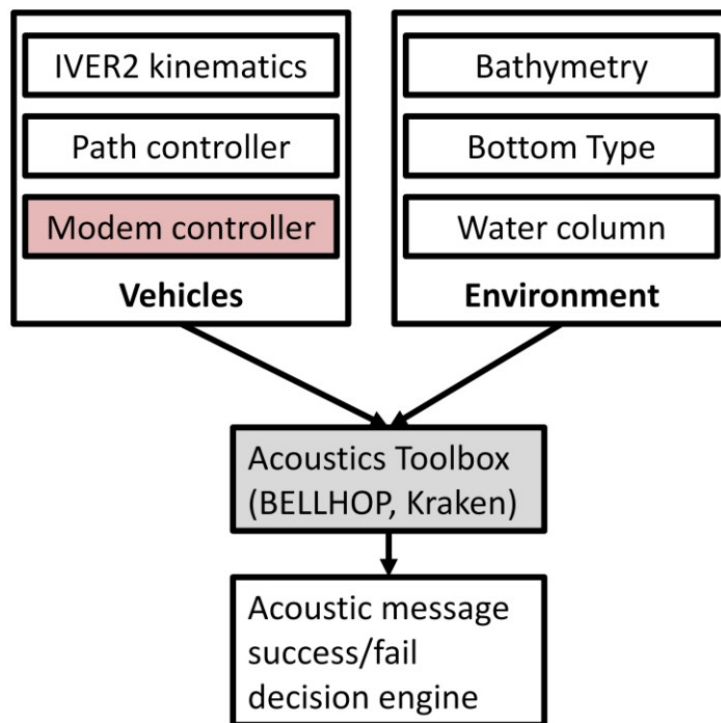 IVER2 kinematics
Path controller
Modem controller
Vehicles
Bathymetry
Bottom Type
Water column
Environment
Acoustics Toolbox
(BELLHOP, Kraken)
Acoustic message
success/fail
decision engine